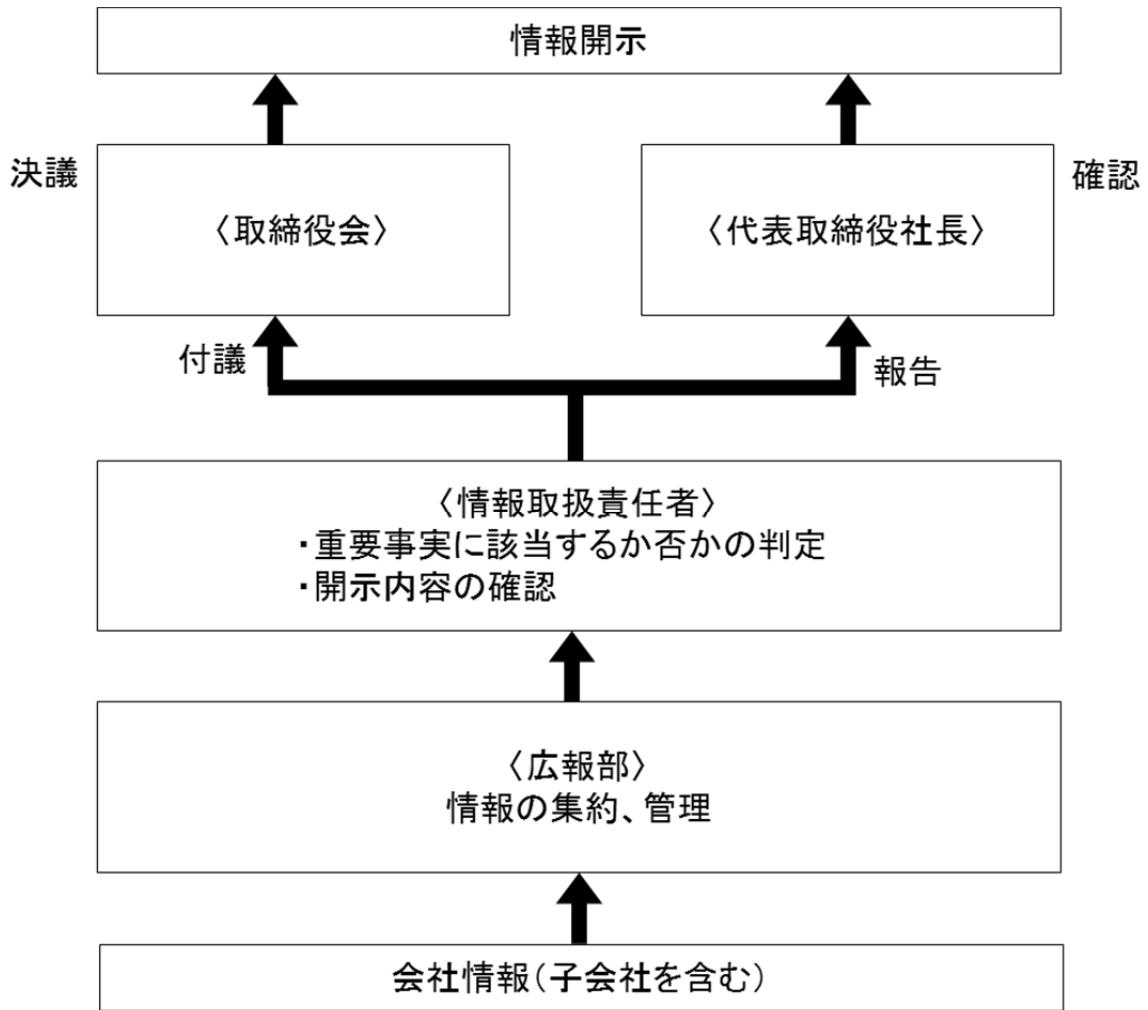 情報開示
決議
〈取締役会〉
〈代表取締役社長〉
確認
付議
報告
〈情報取扱責任者〉
・重要事実に該当するか否かの判定
・開示内容の確認
〈広報部〉
情報の集約、管理
会社情報(子会社を含む)